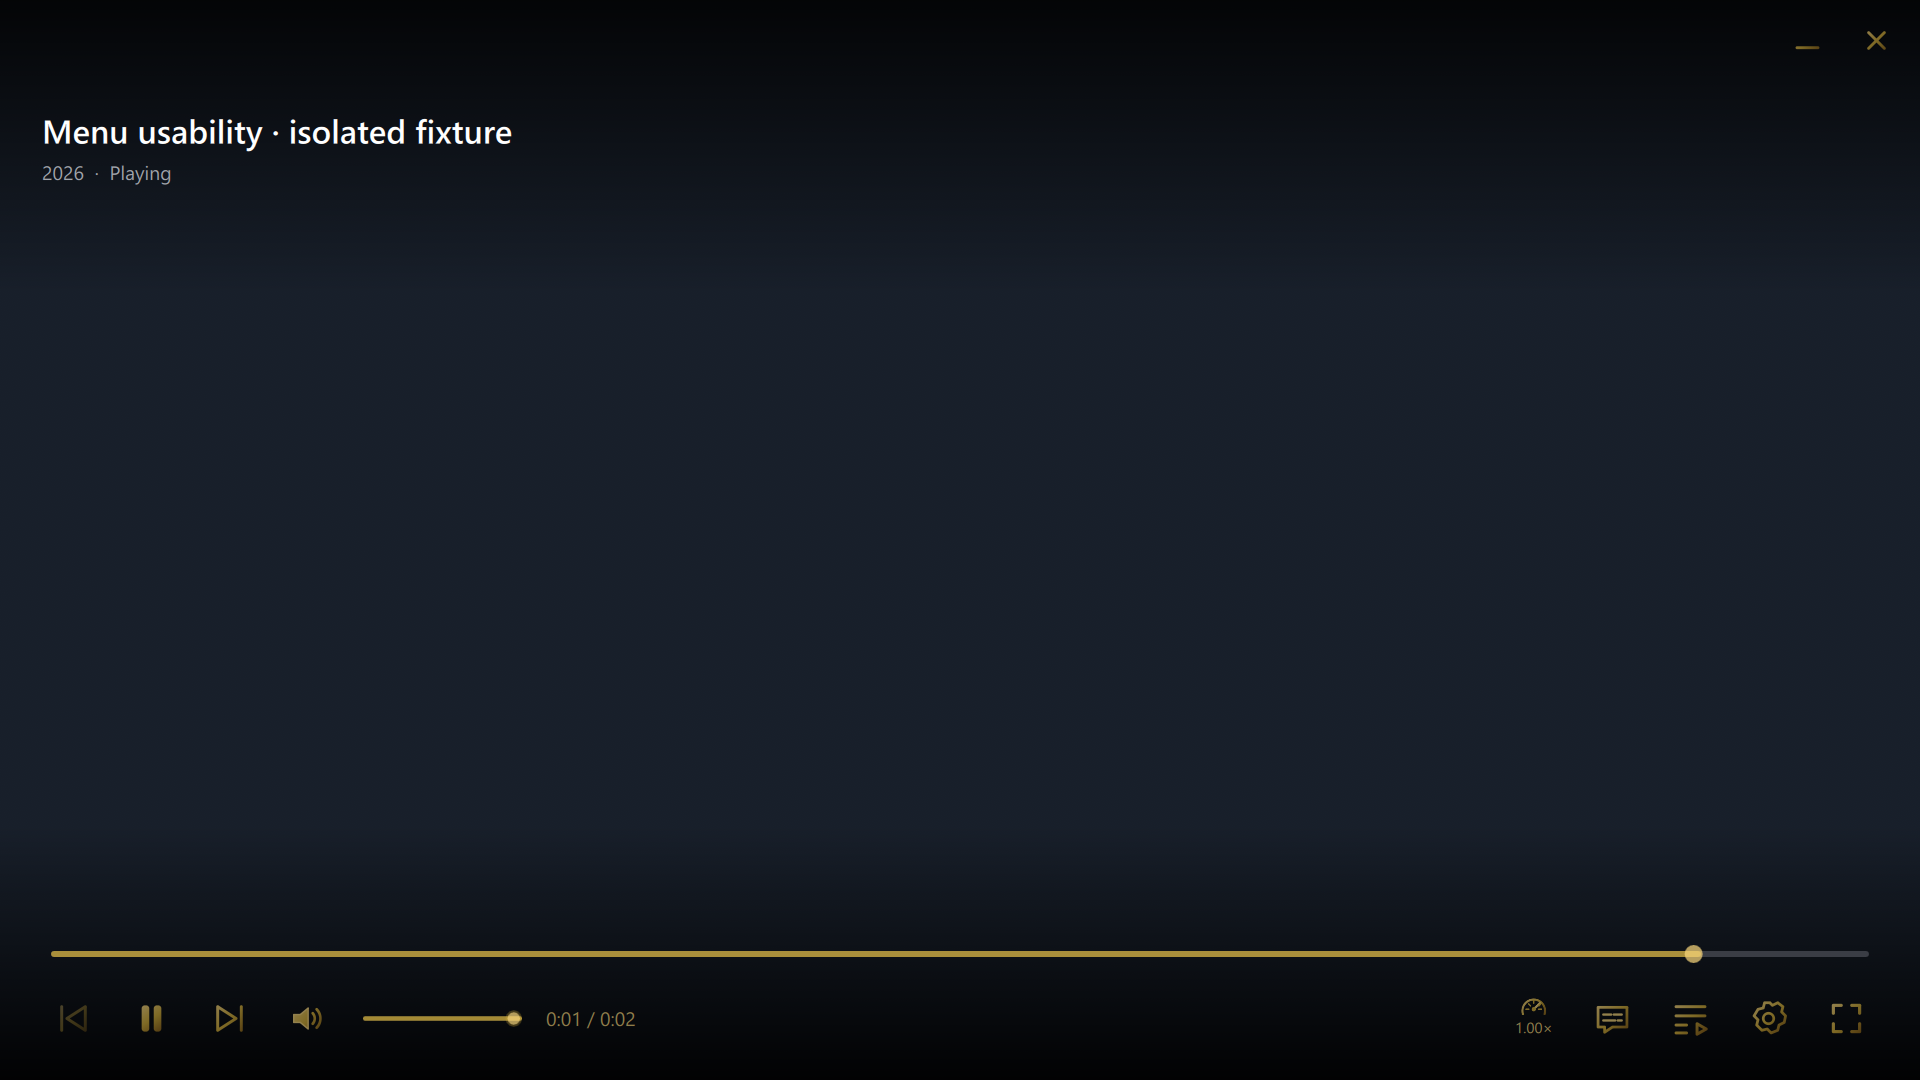 Menu usability · isolated fixture
2026 · Playing
0:01 / 0:02
1.00×